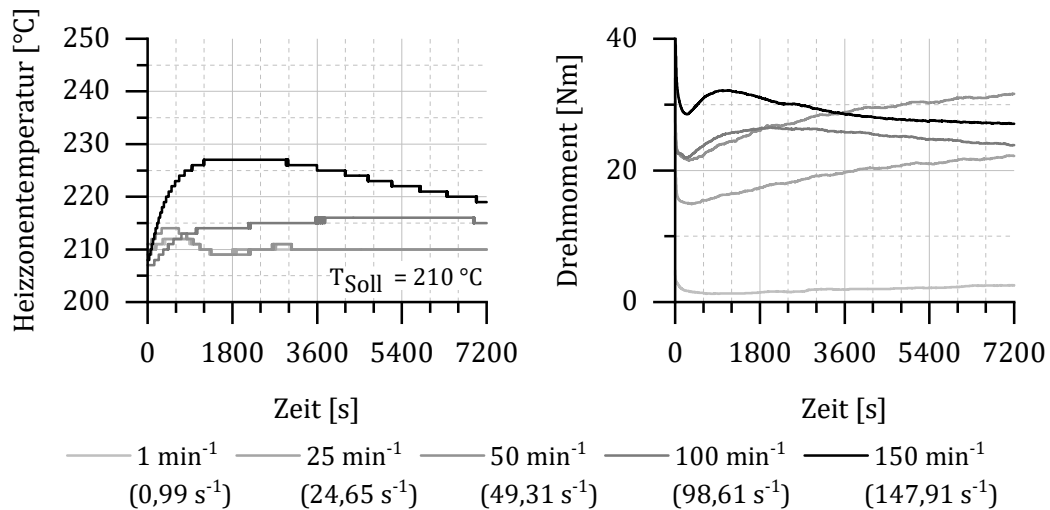 Heizzonentemperatur [°C]
250
240
230
220
210
200
T_Soll = 210 °C
0 1800 3600 5400 7200
Zeit [s]
Drehmoment [Nm]
40
20
0
0 1800 3600 5400 7200
Zeit [s]
1 min⁻¹ 25 min⁻¹ 50 min⁻¹ 100 min⁻¹ 150 min⁻¹
(0,99 s⁻¹) (24,65 s⁻¹) (49,31 s⁻¹) (98,61 s⁻¹) (147,91 s⁻¹)